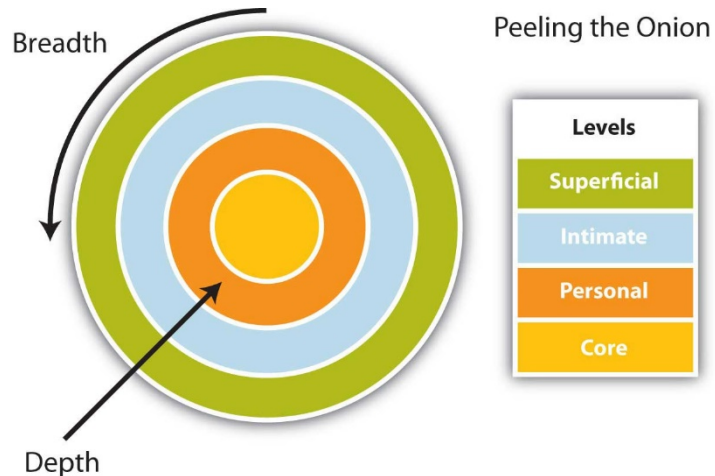 Breadth
Peeling the Onion
Levels
Superficial
Intimate
Personal
Core
Depth